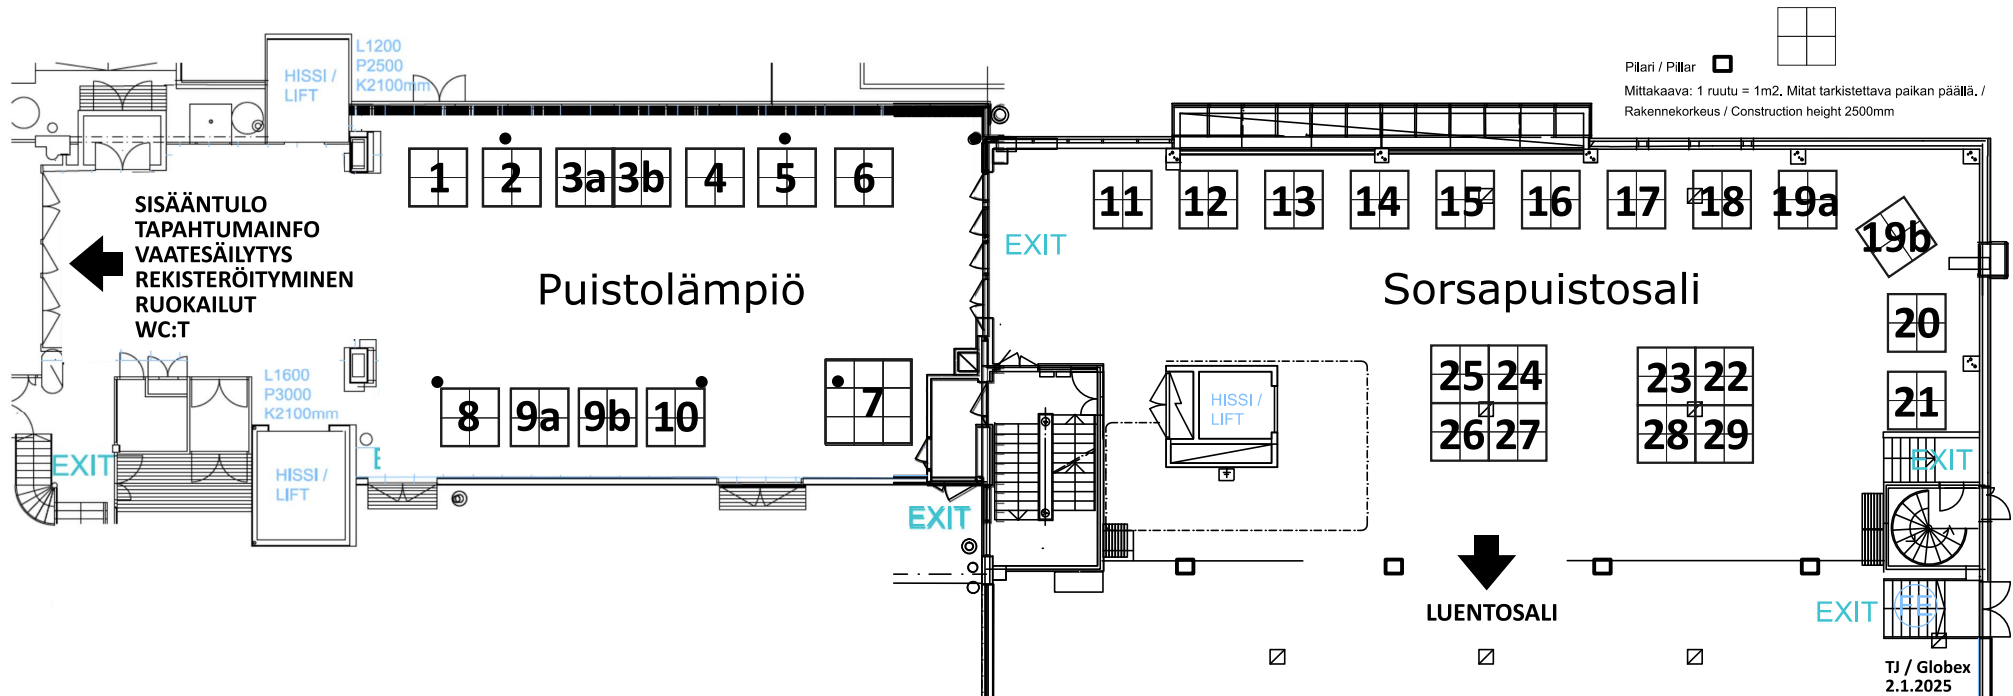 L1200
P2500
K2100mm
HISSI /
LIFT
Pilari / Pillar
Mittakaava: 1 ruutu = 1m2. Mitat tarkistettava paikan päällä. /
Rakennekorkeus / Construction height 2500mm
1 2 3a 3b 4 5 6
11 12 13 14 15 16 17 18 19a
19b
SISÄÄNTULO
TAPAHTUMAINFO
VAATESÄILYTYS
REKISTERÖITYMINEN
RUOKAILUT
WC:T
EXIT
Puistolämpiö
Sorsapuistosali
20
L1600
P3000
K2100mm
25 24
23 22
8 9a 9b 10 7
HISSI /
LIFT
21
26 27
28 29
EXIT
E
HISSI /
LIFT
EXIT
EXIT
LUENTOSALI
EXIT
TJ / Globex
2.1.2025